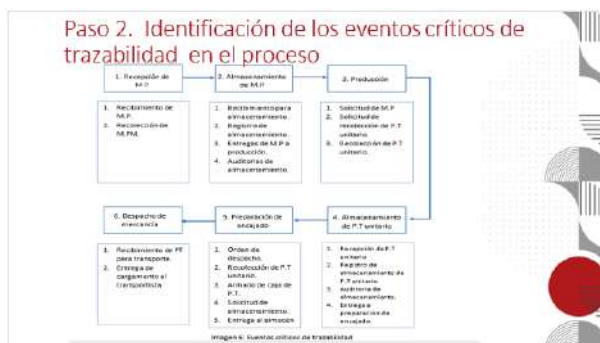 Paso 2. Identificación de los eventos críticos de
trazabilidad en el proceso
1. Recepción de
M.P
2. Almacenamiento
de M.P
3. Producción
1. Recibimiento de
M.P.
2. Recolección de
M.PM.
1. Recibimiento para
almacenamiento.
2. Registro de
almacenamiento.
3. Entregas de M.P a
producción.
4. Auditorias de
almacenamiento.
1. Solicitud de M.P
2. Solicitud de
recolección de P.T
unitario.
3. Recolección de P.T
unitario.
6. Despacho de
mercancía
5. Preparación de
encajado
4. Almacenamiento
de P.T unitario
1. Recibimiento de PT
para transporte.
2. Entrega de
cargamento al
transportista
1. Orden de
despacho.
2. Recolección de P.T
unitario.
3. Armado de caja de
P.T.
4. Solicitud de
almacenamiento.
5. Entrega al almacén
1. Recepción de P.T
unitario
2. Registro de
almacenamiento de
P.T unitario.
3. Auditoria de
almacenamiento.
4. Entrega a
preparación de
encajado.
Imagen 6: Eventos críticos de trazabilidad